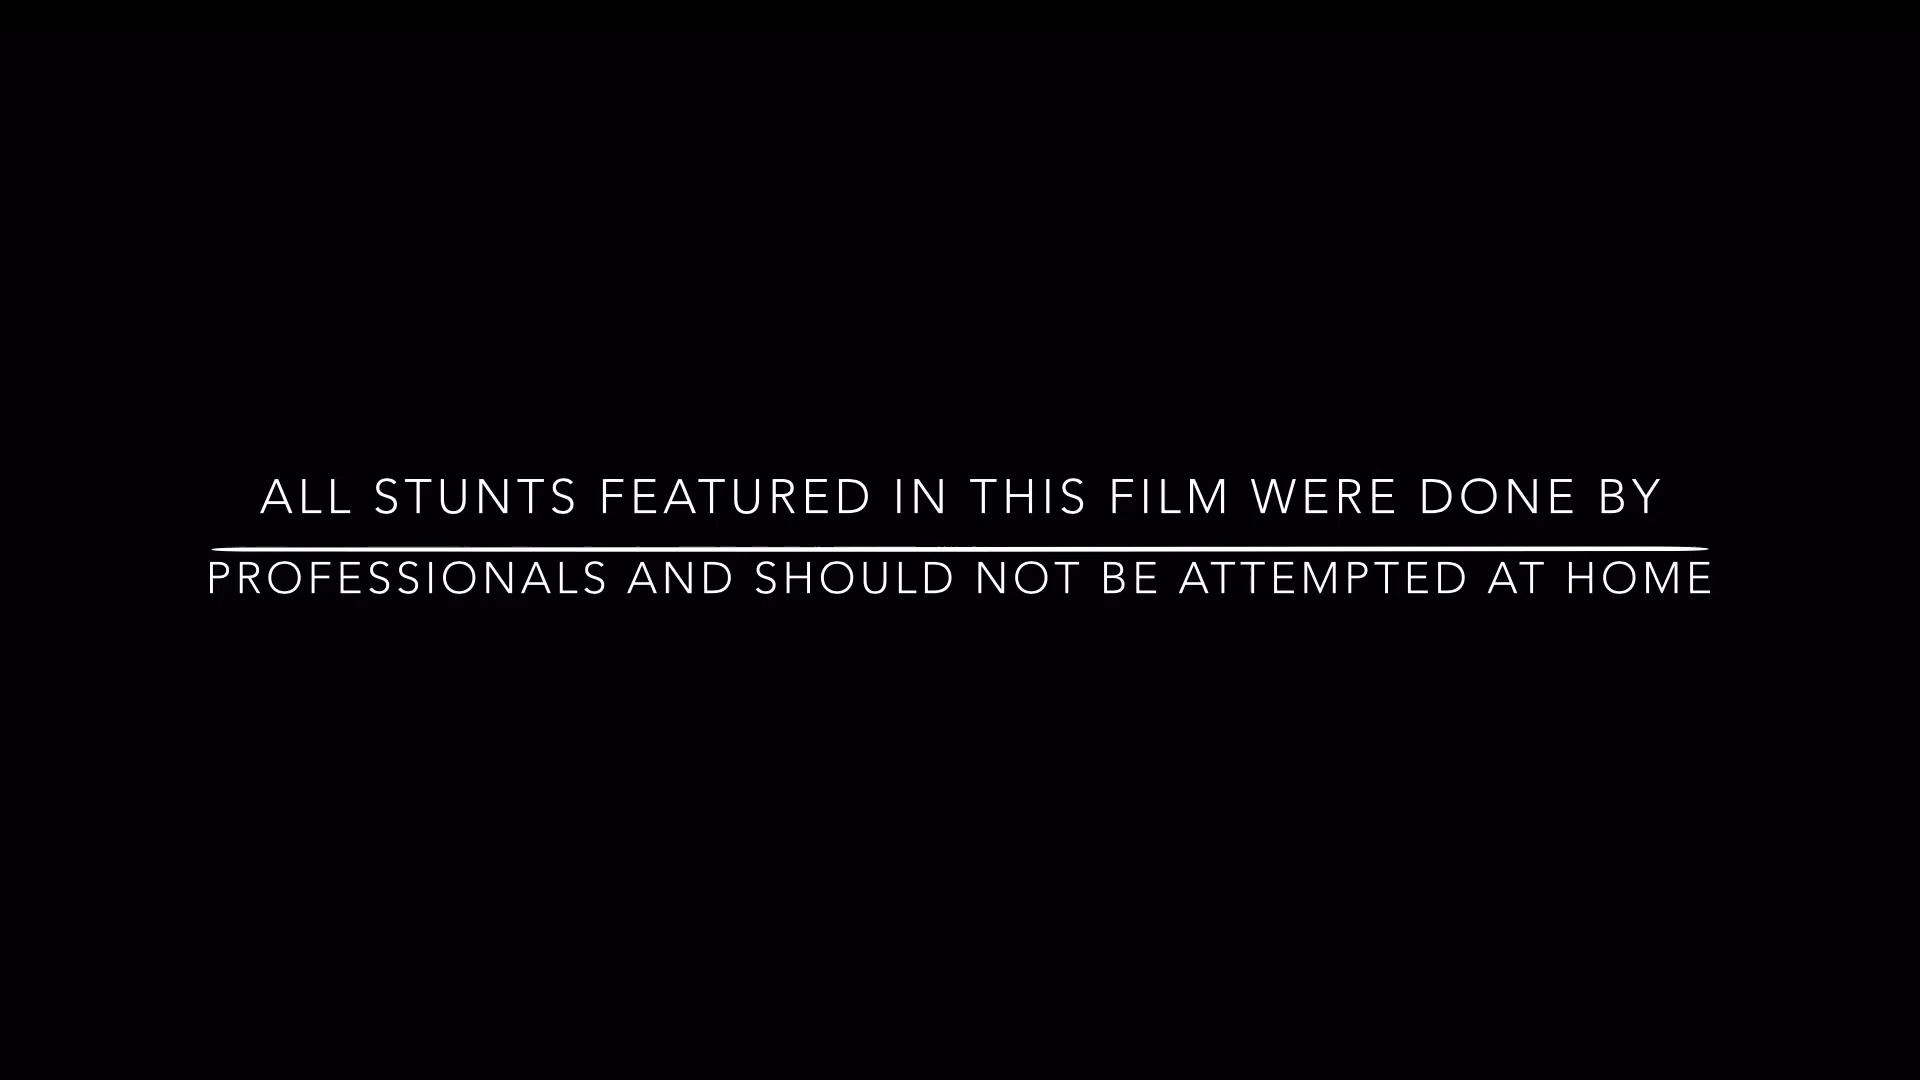 ALL STUNTS FEATURED IN THIS FILM WERE DONE BY
PROFESSIONALS AND SHOULD NOT BE ATTEMPTED AT HOME